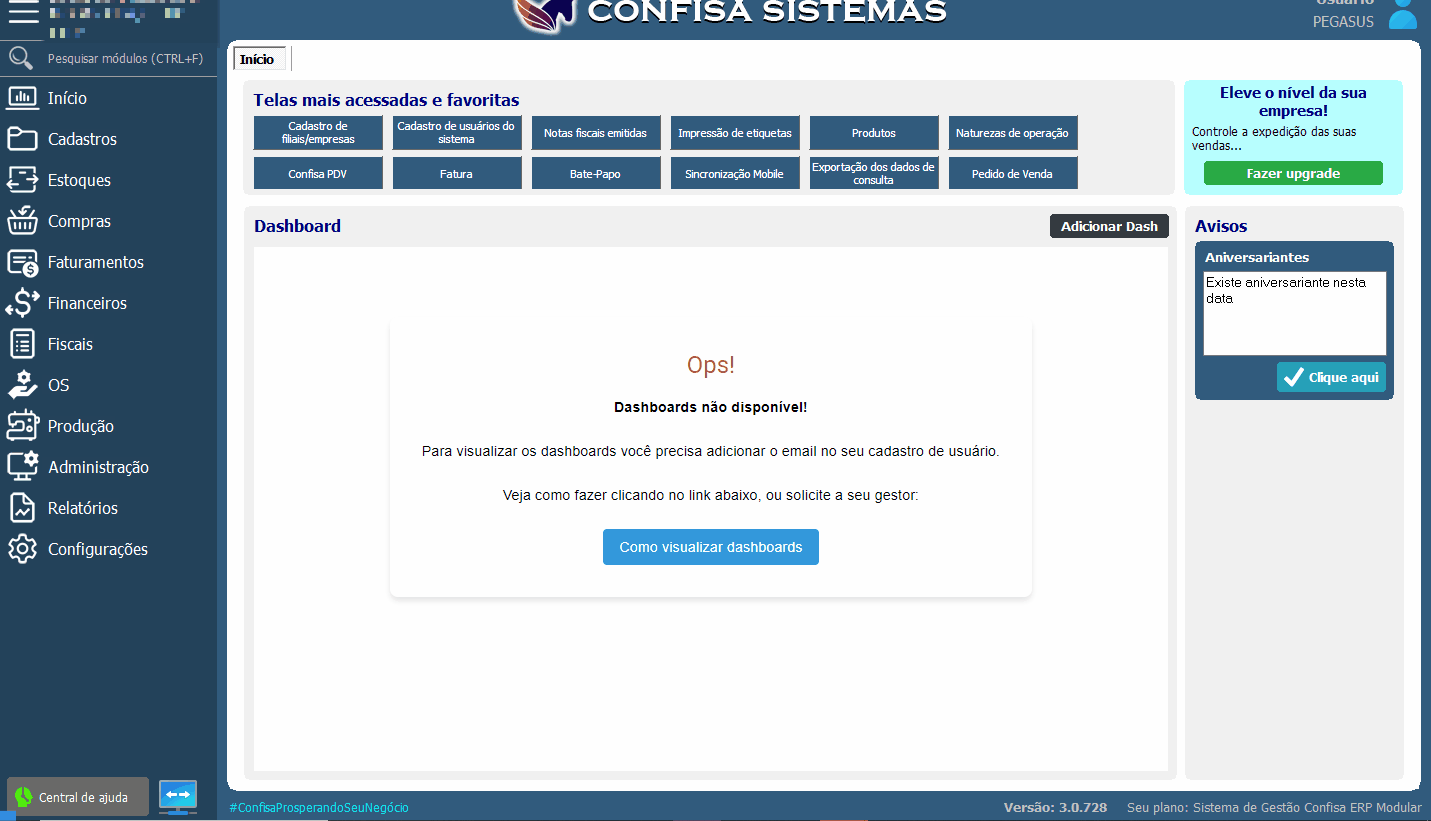 CONFISA SISTEMAS
Usuário
PEGASUS
Pesquisar módulos (CTRL+F)
Início
Cadastros
Estoques
Compras
Faturamentos
Financeiros
Fiscais
OS
Produção
Administração
Relatórios
Configurações
Central de ajuda
Início
Telas mais acessadas e favoritas
Cadastro de
filiais/empresas
Cadastro de usuários do
sistema
Notas fiscais emitidas
Impressão de etiquetas
Produtos
Naturezas de operação
Confisa PDV
Fatura
Bate-Papo
Sincronização Mobile
Exportação dos dados de
consulta
Pedido de Venda
Eleve o nível da sua
empresa!
Controle a expedição das suas
vendas...
Fazer upgrade
Dashboard
Adicionar Dash
Ops!
Dashboards não disponível!
Para visualizar os dashboards você precisa adicionar o email no seu cadastro de usuário.
Veja como fazer clicando no link abaixo, ou solicite a seu gestor:
Como visualizar dashboards
Avisos
Aniversariantes
Existe aniversariante nesta
data
Clique aqui
#ConfisaProsperandoSeuNegócio
Versão: 3.0.728
Seu plano: Sistema de Gestão Confisa ERP Modular